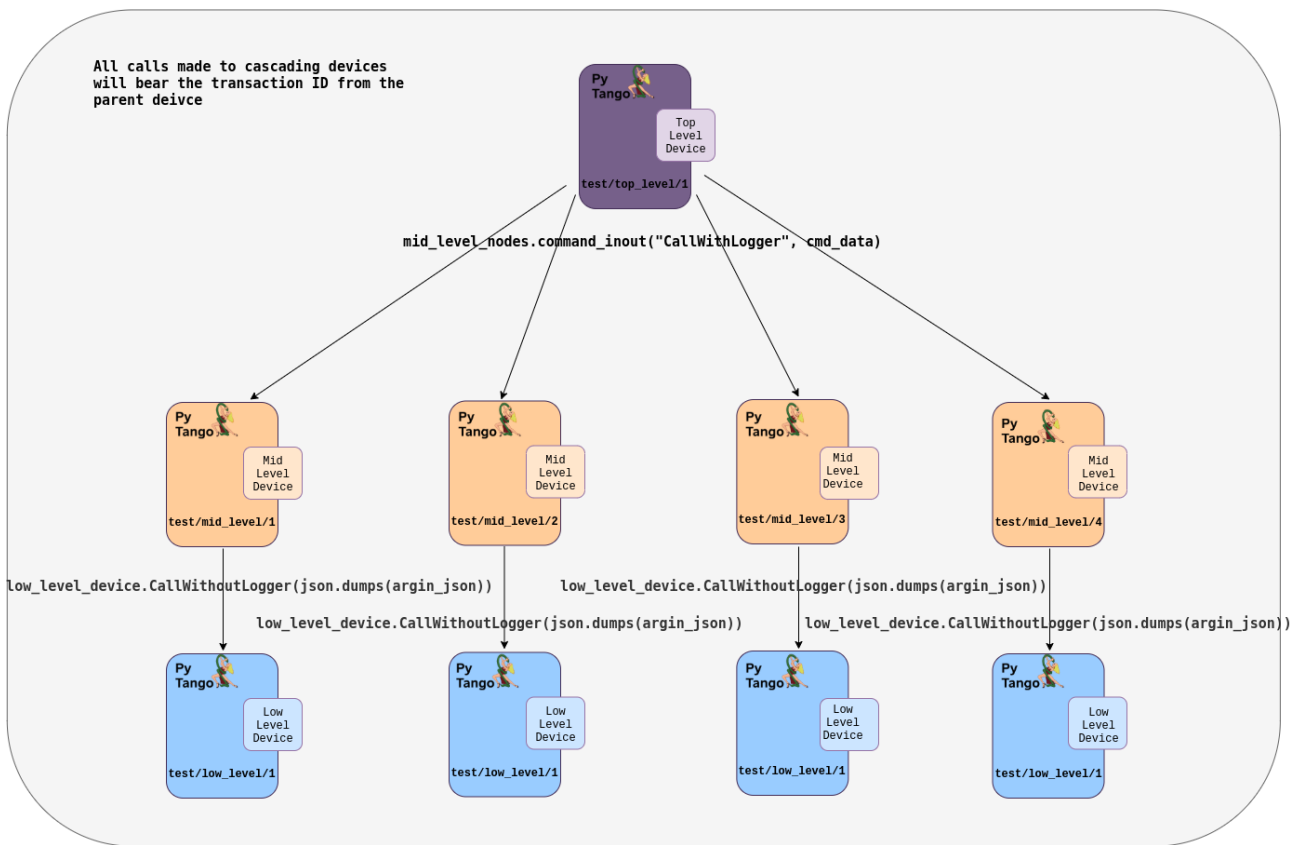 All calls made to cascading devices
will bear the transaction ID from the
parent deivce
Py
Tango
Top
Level
Device
test/top_level/1
mid_level_nodes.command_inout("CallWithLogger", cmd_data)
Py
Tango
Mid
Level
Device
test/mid_level/1
Py
Tango
Mid
Level
Device
test/mid_level/2
Py
Tango
Mid
Level
Device
test/mid_level/3
Py
Tango
Mid
Level
Device
test/mid_level/4
low_level_device.CallWithoutLogger(json.dumps(argin_json))
low_level_device.CallWithoutLogger(json.dumps(argin_json))
low_level_device.CallWithoutLogger(json.dumps(argin_json))
low_level_device.CallWithoutLogger(json.dumps(argin_json))
Py
Tango
Low
Level
Device
test/low_level/1
Py
Tango
Low
Level
Device
test/low_level/1
Py
Tango
Low
Level
Device
test/low_level/1
Py
Tango
Low
Level
Device
test/low_level/1